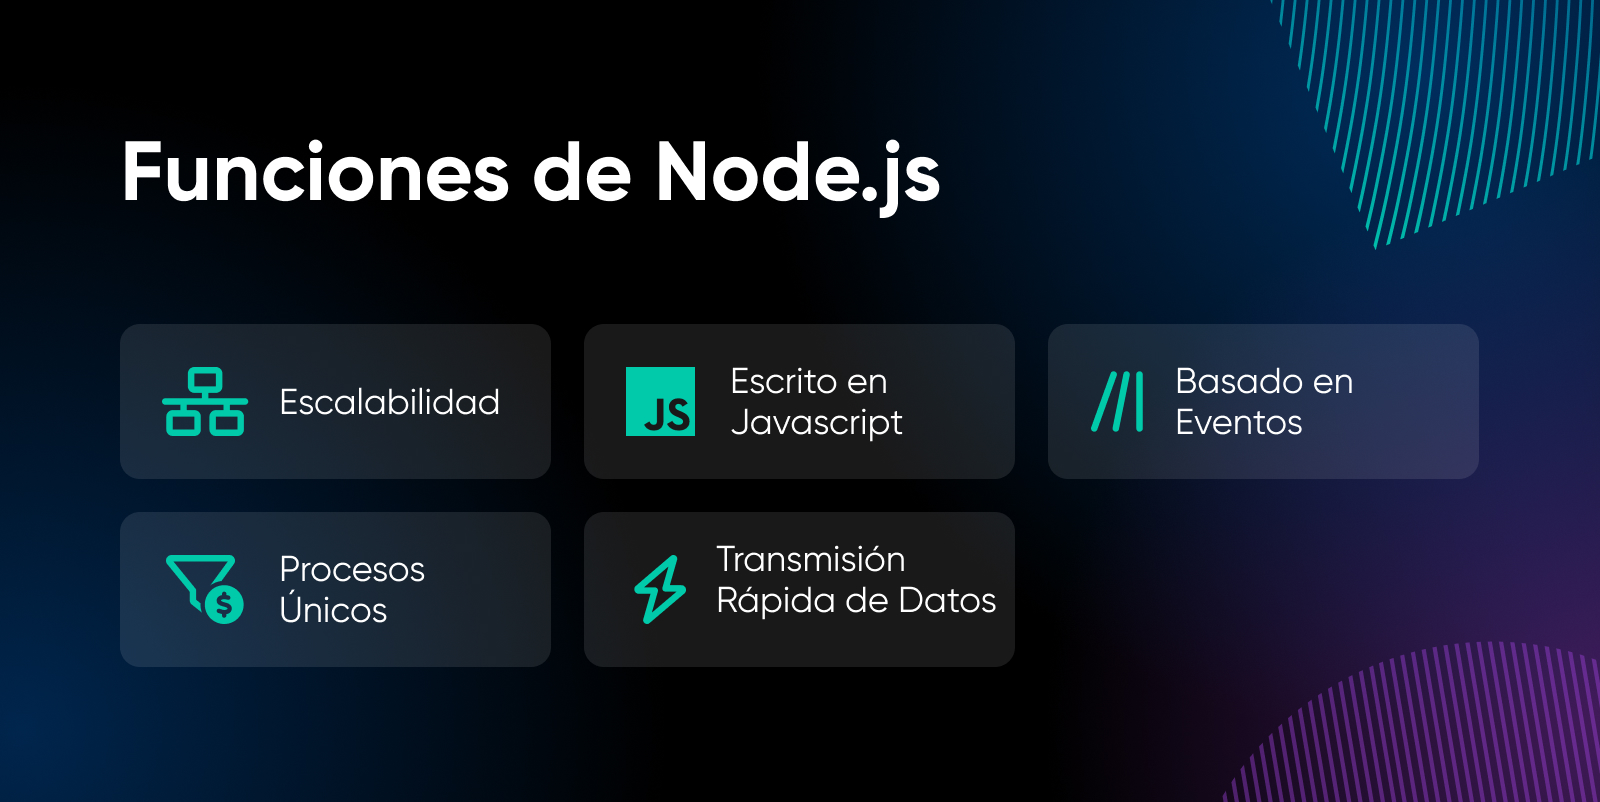 Funciones de Node.js
Escalabilidad
JS
Escrito en
Javascript
Basado en
Eventos
$
Procesos
Únicos
Transmisión
Rápida de Datos